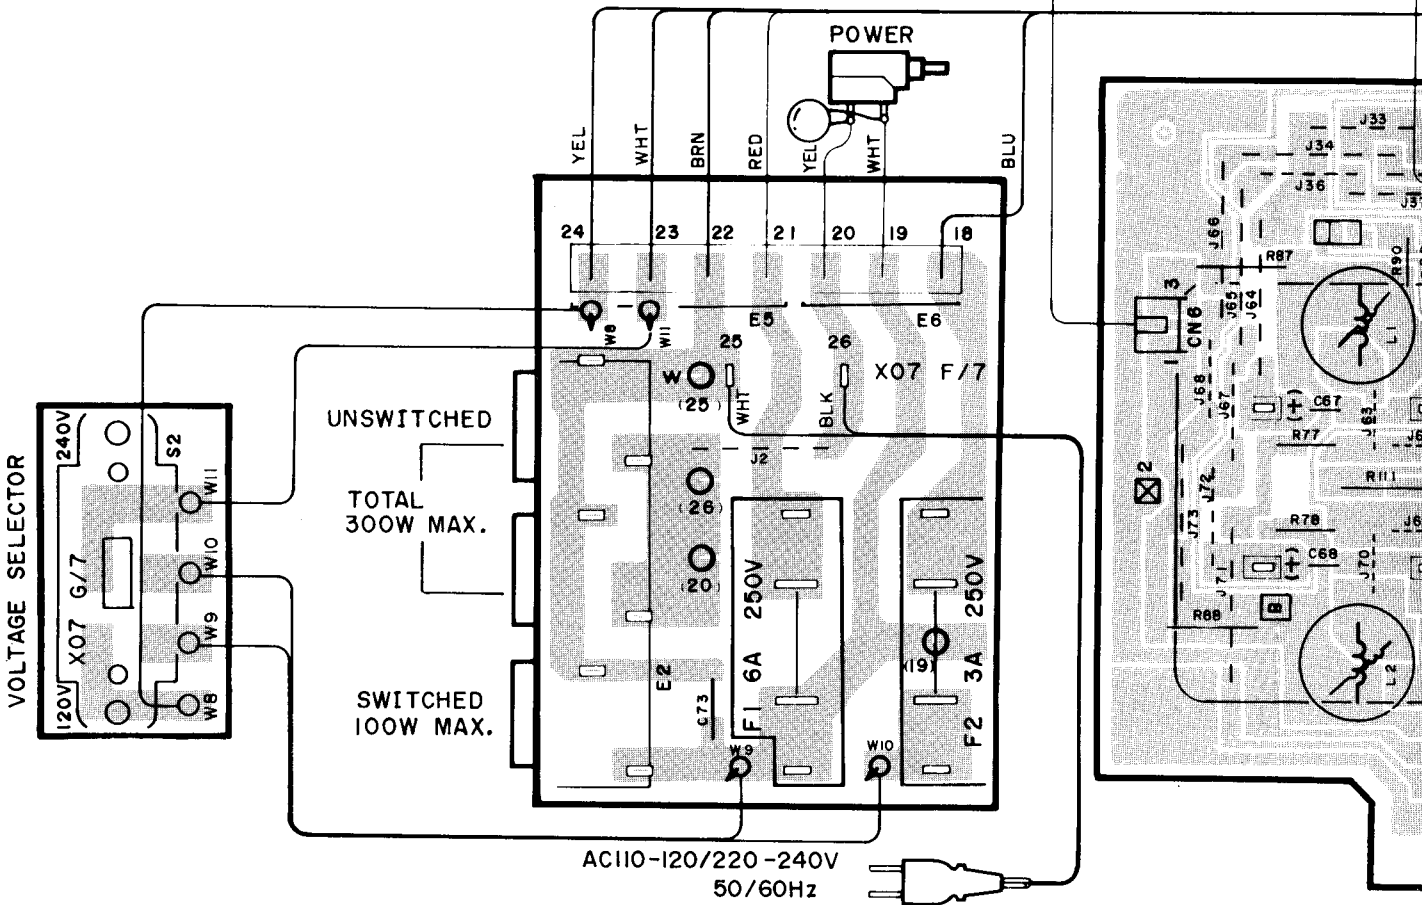 POWER
YEL
WHT
BRN
RED
YEL
WHT
BLU
24 23 22 21 20 19 18
W8
W11
E5
E6
25
26
X07 F/7
W
(25)
WHT
BLK
J2
(26)
(20)
UNSWITCHED
TOTAL
300W MAX.
SWITCHED
100W MAX.
E2
C73
F1 6A 250V
(19)
F2 3A 250V
W9
W10
VOLTAGE SELECTOR
240V
120V
X07 G/7
S2
W11
W10
W9
W8
AC110-120/220-240V
50/60Hz
J33
J34
J36
J66
R87
R90
3
CN6
1
J65
J64
L1
J68
J67
(+)
C67
J63
R77
2
R111
J72
J73
R78
(+)
C68
J70
J71
B
R88
L2